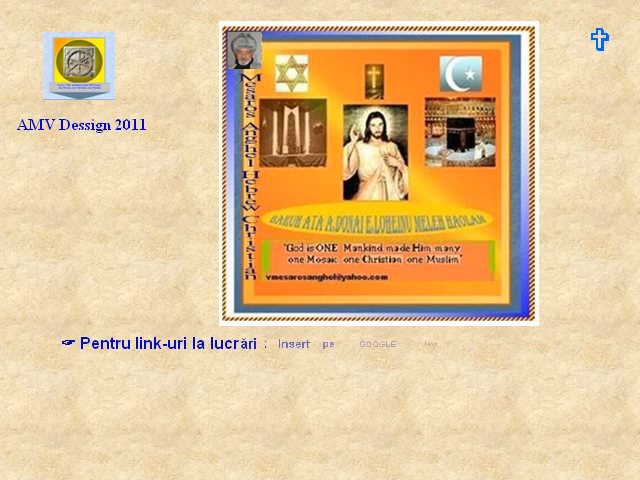 AMV Dessign 2011
Mesaros Anghel Hebrew Christian
BARUH ATA A.DONAI E.LOHEINU MELEH HAOLAM
"God is ONE Mankind made Him many
one Mosaic one Christian one Muslim"
vmesarosanghel@yahoo.com
☞ Pentru link-uri la lucrări : Insert pe GOOGLE